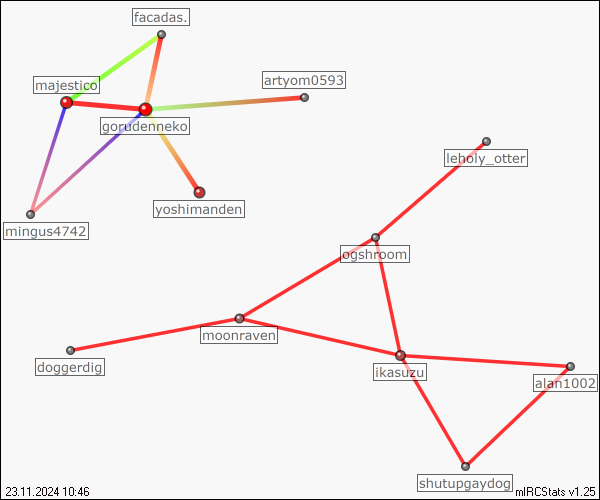 facadas.
artyom0593
majestico
gorudenneko
leholy_otter
yoshimanden
mingus4742
ogshroom
moonraven
doggerdig
ikasuzu
alan1002
shutupgaydog
23.11.2024 10:46
mIRCStats v1.25